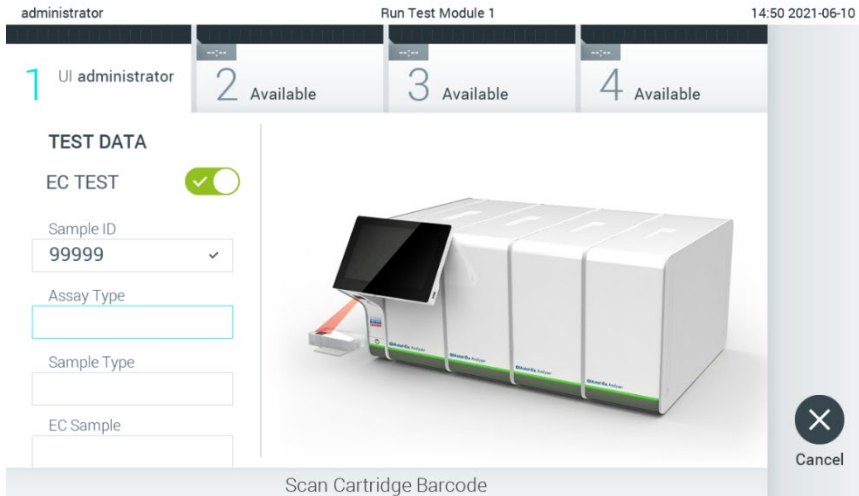 administrator
Run Test Module 1
14:50 2021-06-10
1 UI administrator
--:--
2 Available
--:--
3 Available
--:--
4 Available
TEST DATA
EC TEST
Sample ID
99999
Assay Type
Sample Type
EC Sample
Scan Cartridge Barcode
Cancel